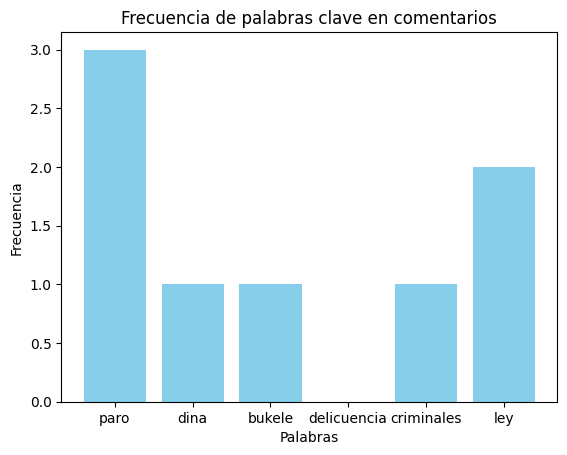 Frecuencia de palabras clave en comentarios
3.0
2.5
2.0
1.5
1.0
0.5
0.0
Frecuencia
paro dina bukele delicuencia criminales ley
Palabras